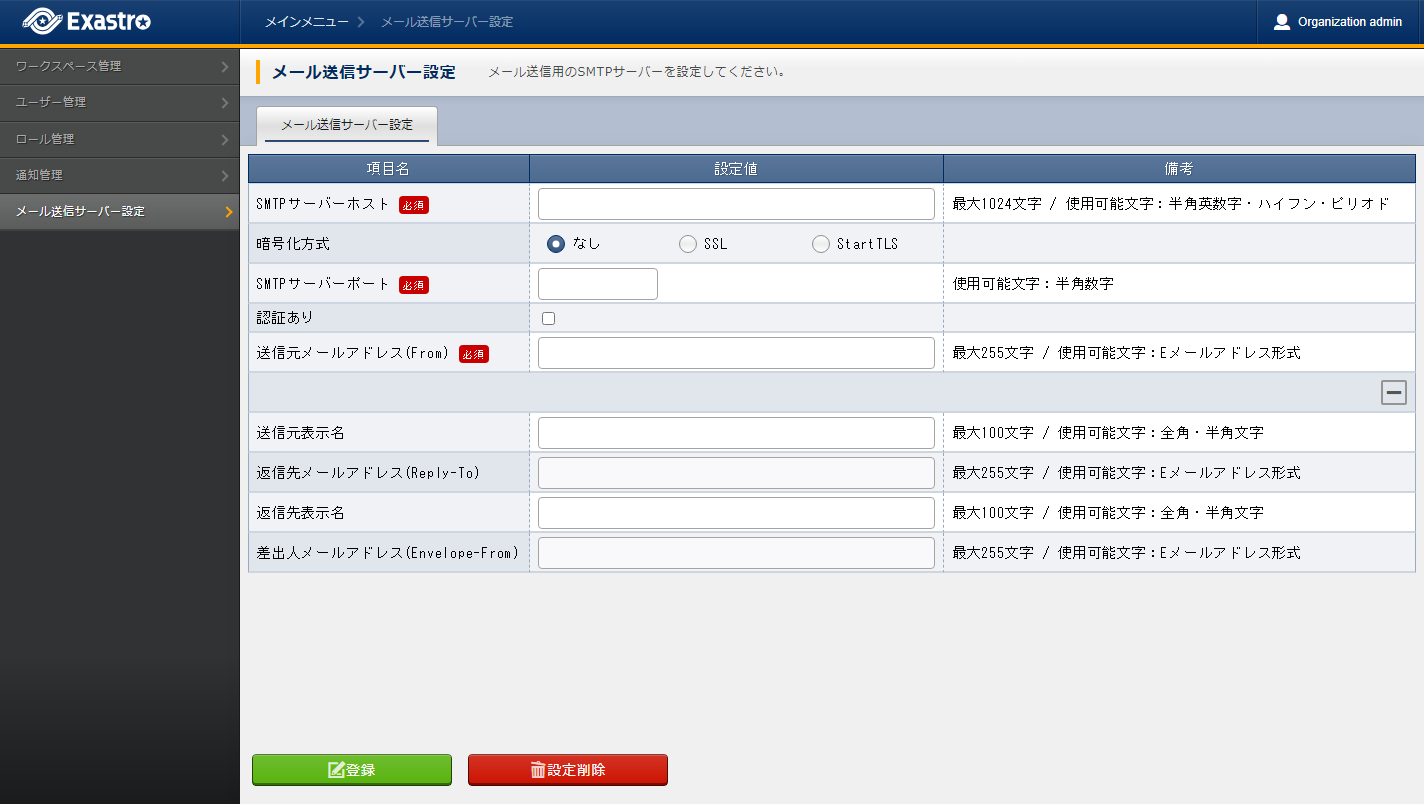 Exastro
メインメニュー メール送信サーバー設定
Organization admin
ワークスペース管理
ユーザー管理
ロール管理
通知管理
メール送信サーバー設定
メール送信サーバー設定 メール送信用のSMTPサーバーを設定してください。
メール送信サーバー設定
項目名 設定値 備考
SMTPサーバーホスト 必須 最大1024文字 / 使用可能文字：半角英数字・ハイフン・ピリオド
暗号化方式 なし SSL StartTLS
SMTPサーバーポート 必須 使用可能文字：半角数字
認証あり
送信元メールアドレス(From) 必須 最大255文字 / 使用可能文字：Eメールアドレス形式
送信元表示名 最大100文字 / 使用可能文字：全角・半角文字
返信先メールアドレス(Reply-To) 最大255文字 / 使用可能文字：Eメールアドレス形式
返信先表示名 最大100文字 / 使用可能文字：全角・半角文字
差出人メールアドレス(Envelope-From) 最大255文字 / 使用可能文字：Eメールアドレス形式
登録 設定削除